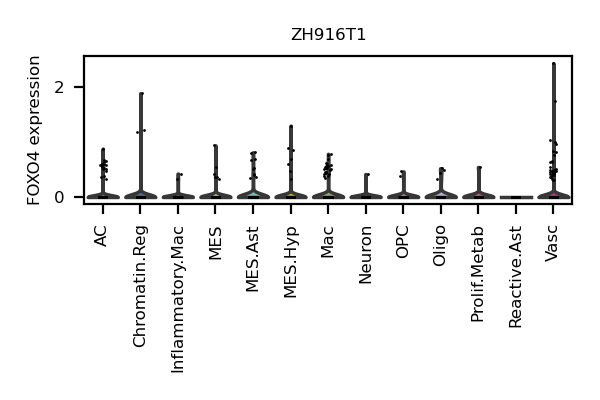 ZH916T1
FOXO4 expression
2
0
AC
Chromatin.Reg
Inflammatory.Mac
MES
MES.Ast
MES.Hyp
Mac
Neuron
OPC
Oligo
Prolif.Metab
Reactive.Ast
Vasc